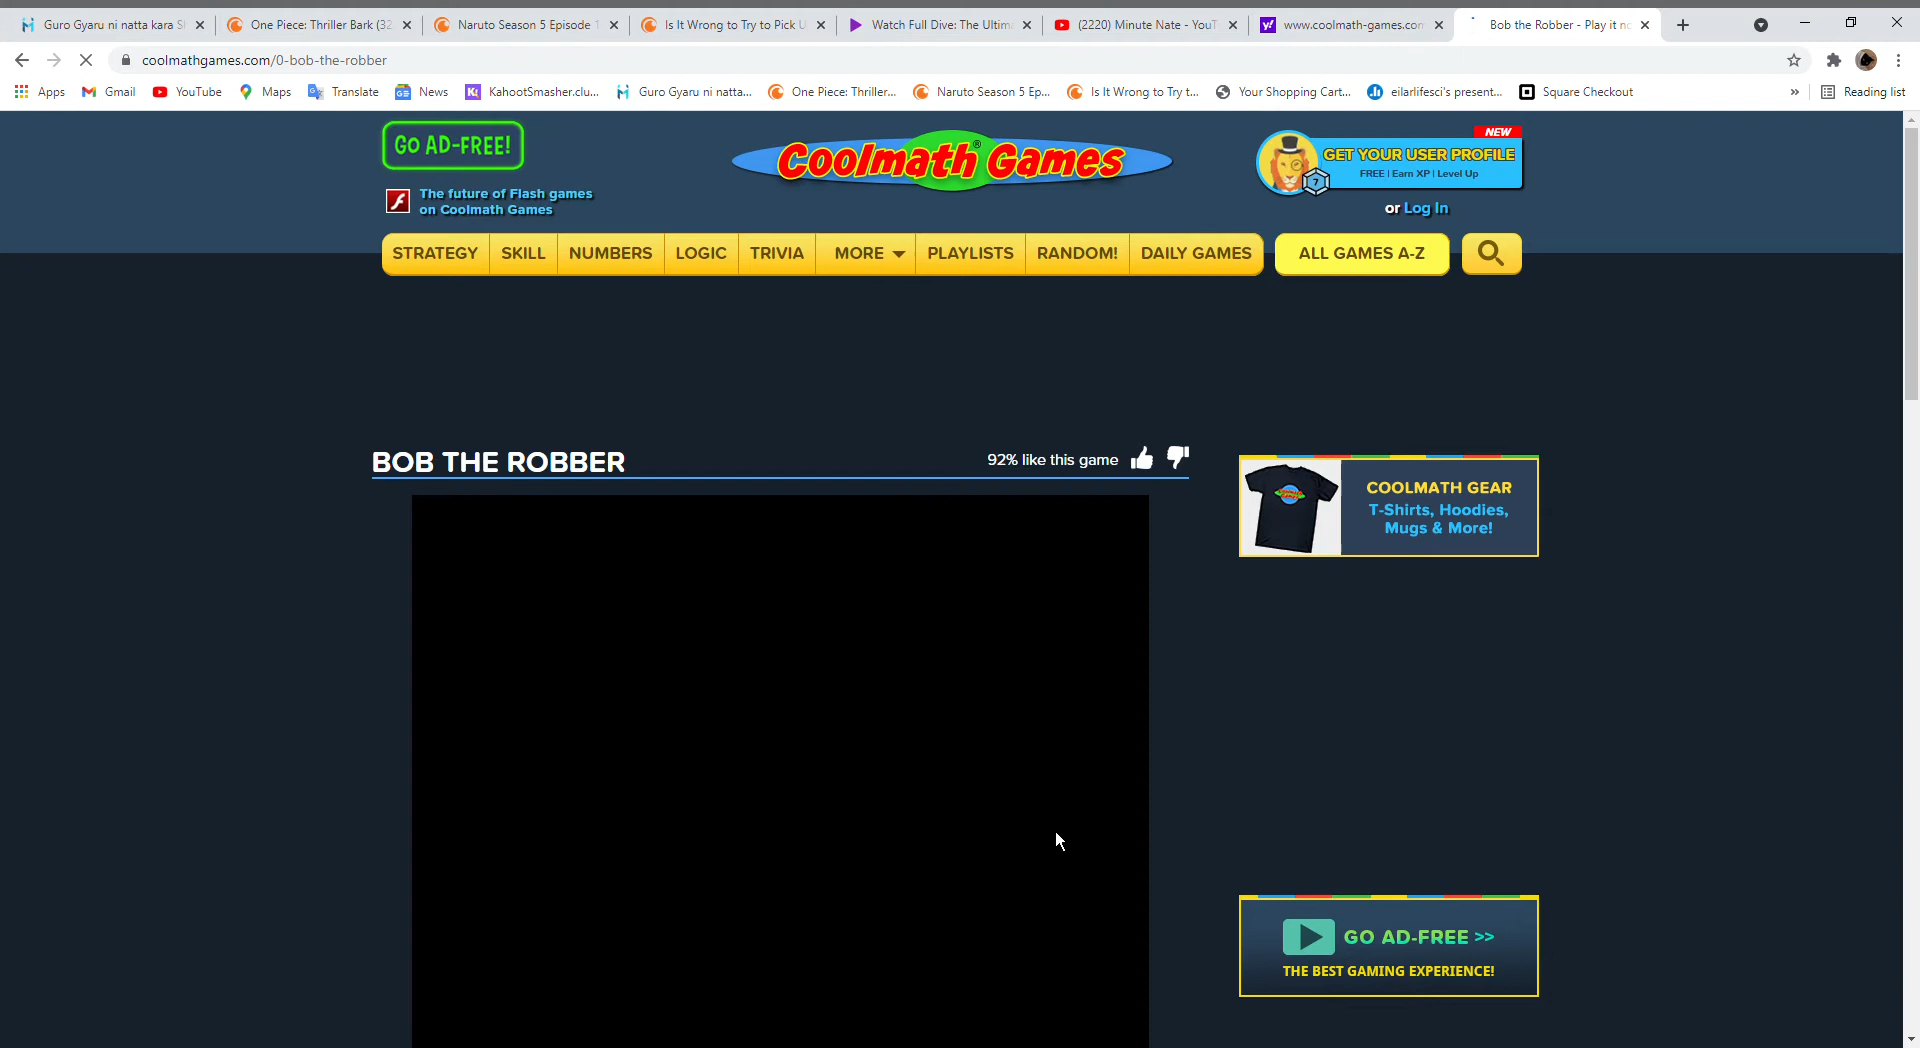 Guro Gyaru ni natta kara S
One Piece: Thriller Bark (32
Naruto Season 5 Episode 1
Is It Wrong to Try to Pick U
Watch Full Dive: The Ultim
(2220) Minute Nate - YouT
www.coolmath-games.com
Bob the Robber - Play it no
coolmathgames.com/0-bob-the-robber
Apps
Gmail
YouTube
Maps
Translate
News
KahootSmasher.clu...
Guro Gyaru ni natta...
One Piece: Thriller...
Naruto Season 5 Ep...
Is It Wrong to Try t...
Your Shopping Cart...
eilarlifesci's present...
Square Checkout
»
Reading list
GO AD-FREE!
The future of Flash games
on Coolmath Games
Coolmath Games®
NEW
GET YOUR USER PROFILE
FREE | Earn XP | Level Up
7
or Log In
STRATEGY
SKILL
NUMBERS
LOGIC
TRIVIA
MORE
PLAYLISTS
RANDOM!
DAILY GAMES
ALL GAMES A-Z
BOB THE ROBBER
92% like this game
COOLMATH GEAR
T-Shirts, Hoodies,
Mugs & More!
GO AD-FREE >>
THE BEST GAMING EXPERIENCE!